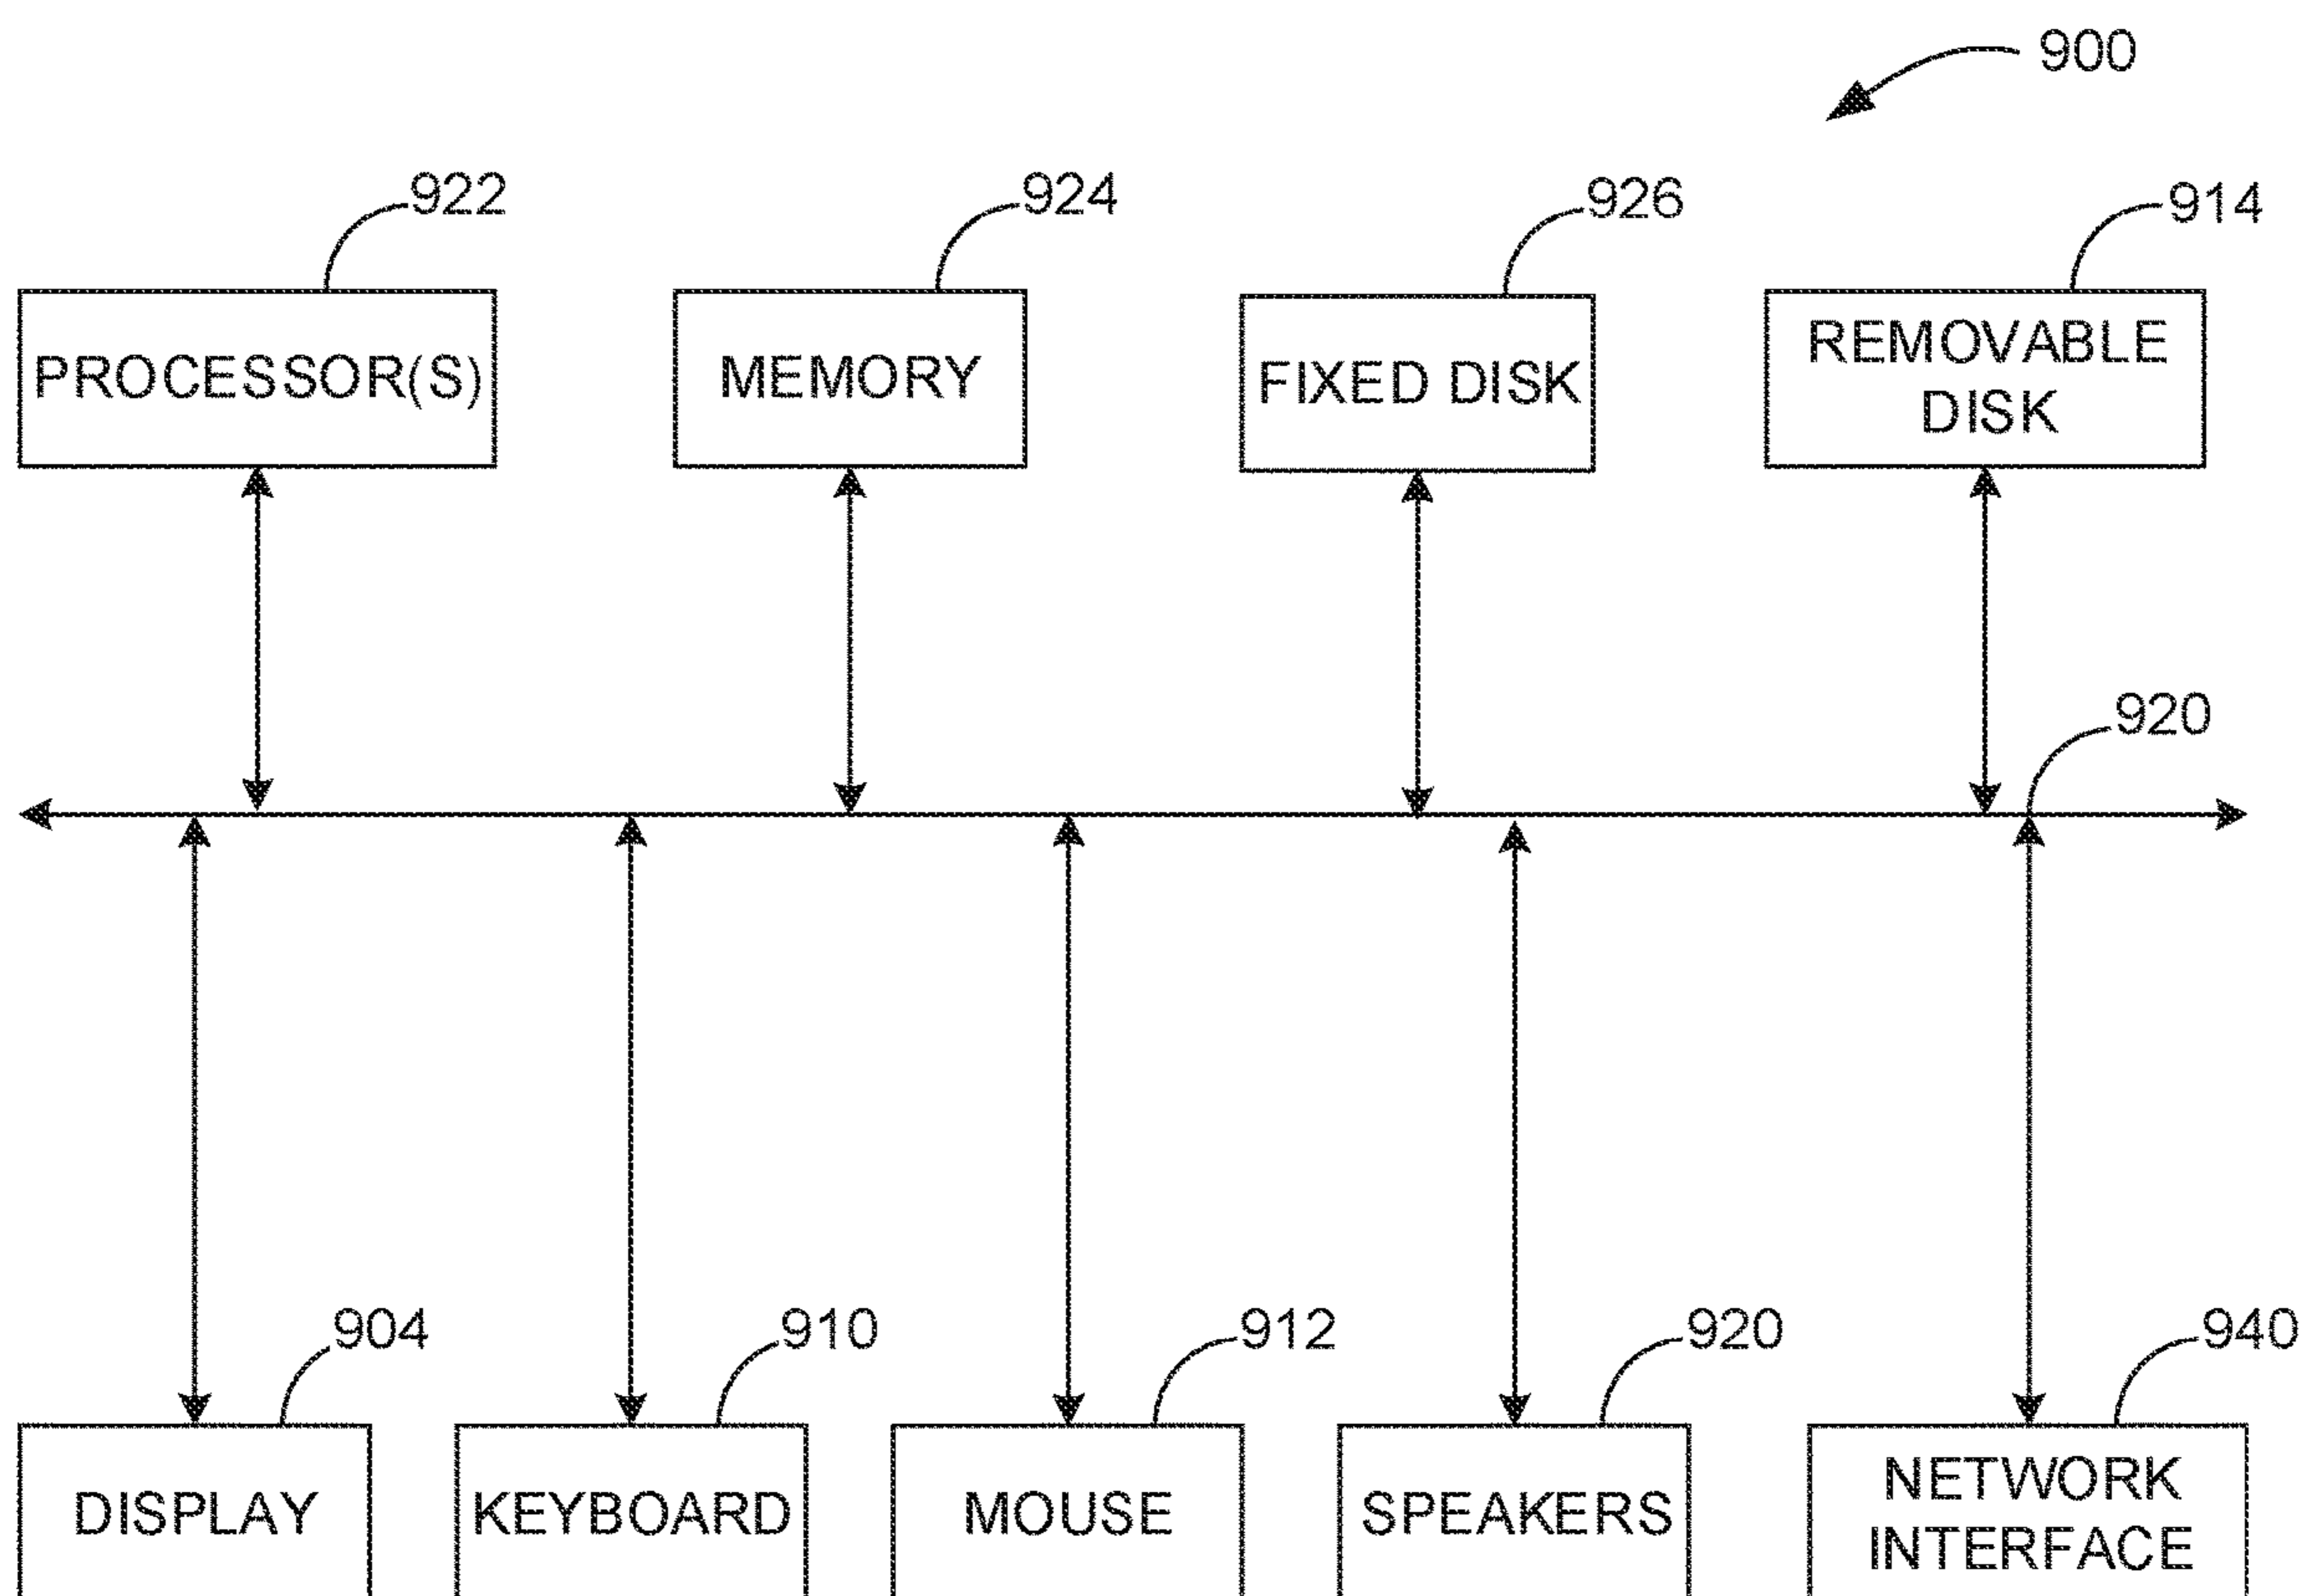 900
922
924
926
914
PROCESSOR(S)
MEMORY
FIXED DISK
REMOVABLE
DISK
920
904
910
912
920
940
DISPLAY
KEYBOARD
MOUSE
SPEAKERS
NETWORK
INTERFACE